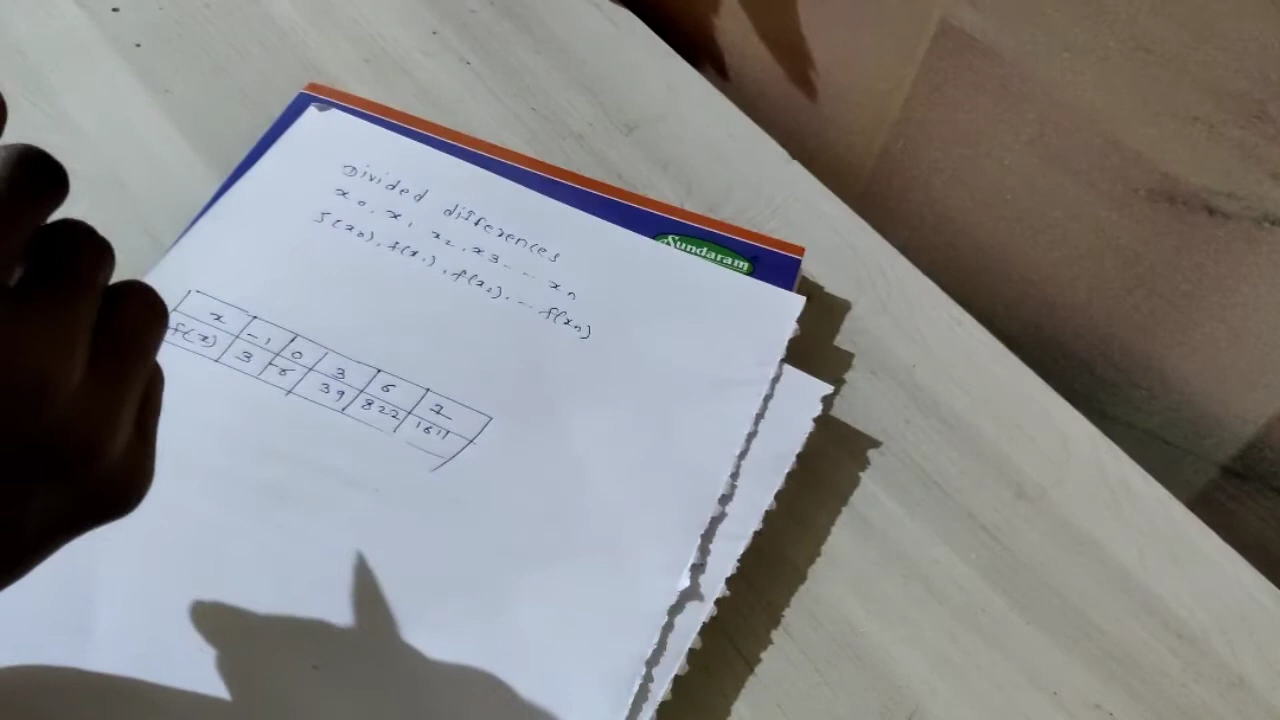 Divided differences
x0, x1, x2, x3 ... xn
f(x0), f(x1), f(x2), ... f(xn)
Sundaram
x -1 0 3 6 7
f(x) 3 -6 39 822 1611